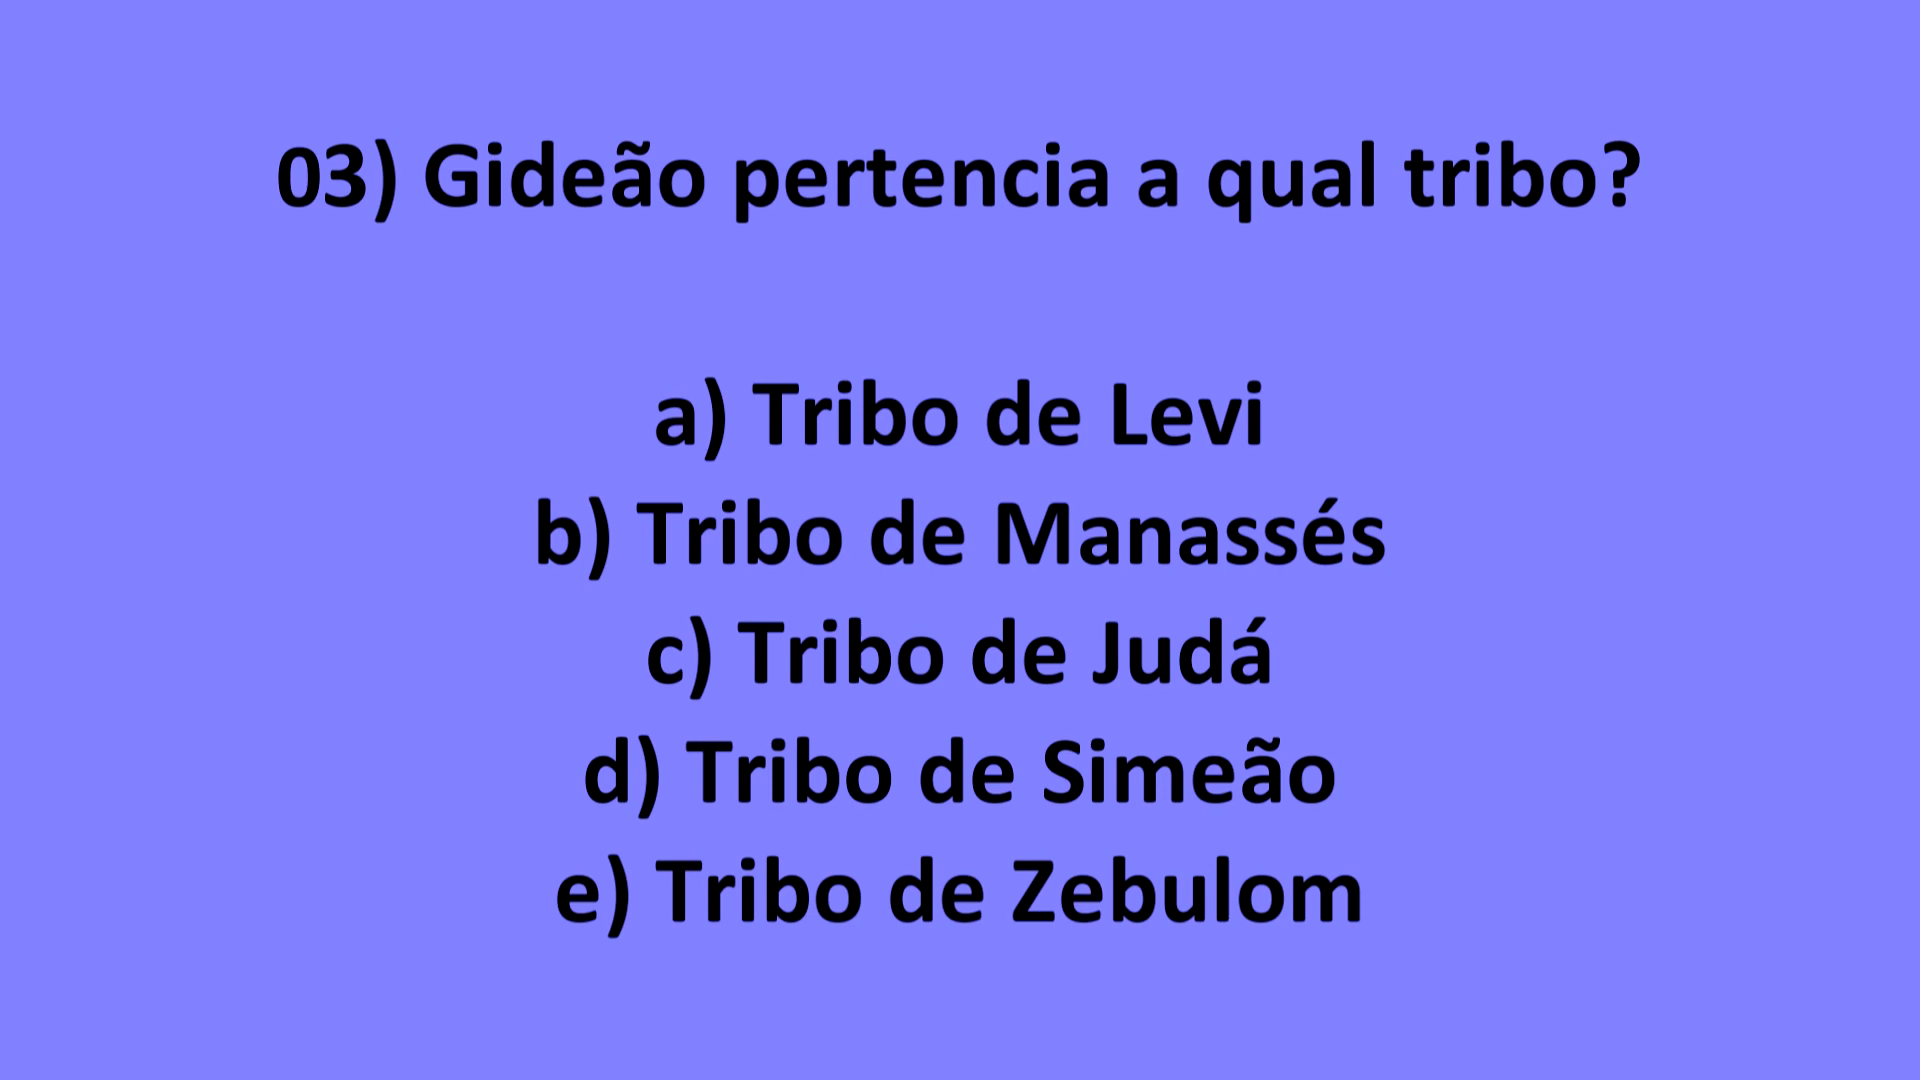 03) Gideão pertencia a qual tribo?
a) Tribo de Levi
b) Tribo de Manassés
c) Tribo de Judá
d) Tribo de Simeão
e) Tribo de Zebulom